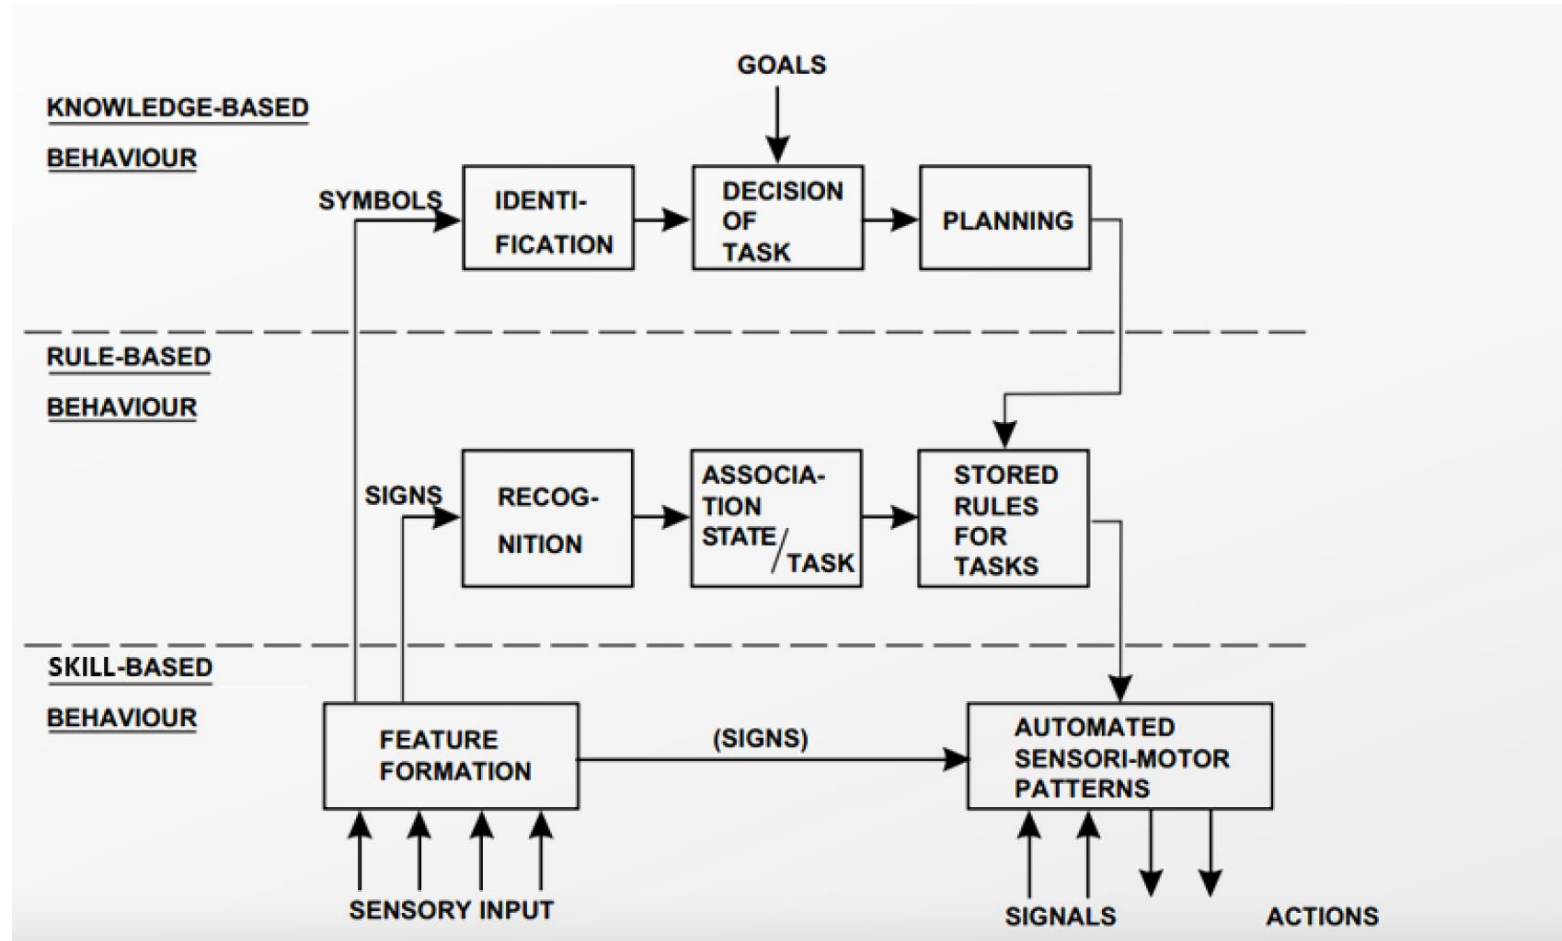 GOALS
KNOWLEDGE-BASED
BEHAVIOUR
SYMBOLS
IDENTI-
FICATION
DECISION
OF
TASK
PLANNING
RULE-BASED
BEHAVIOUR
SIGNS
RECOG-
NITION
ASSOCIA-
TION
STATE/
TASK
STORED
RULES
FOR
TASKS
SKILL-BASED
BEHAVIOUR
FEATURE
FORMATION
(SIGNS)
AUTOMATED
SENSORI-MOTOR
PATTERNS
SENSORY INPUT
SIGNALS
ACTIONS